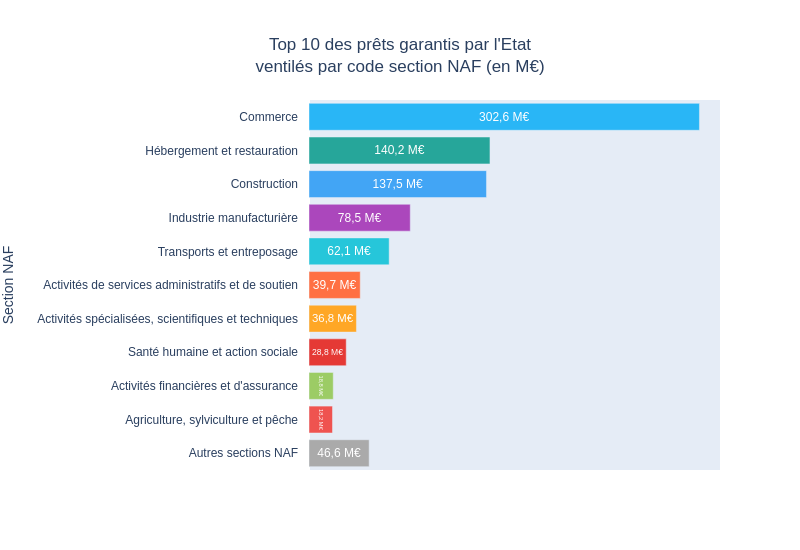 Top 10 des prêts garantis par l'Etat
ventilés par code section NAF (en M€)
Section NAF
Commerce 302,6 M€
Hébergement et restauration 140,2 M€
Construction 137,5 M€
Industrie manufacturière 78,5 M€
Transports et entreposage 62,1 M€
Activités de services administratifs et de soutien 39,7 M€
Activités spécialisées, scientifiques et techniques 36,8 M€
Santé humaine et action sociale 28,8 M€
Activités financières et d'assurance
Agriculture, sylviculture et pêche
Autres sections NAF 46,6 M€